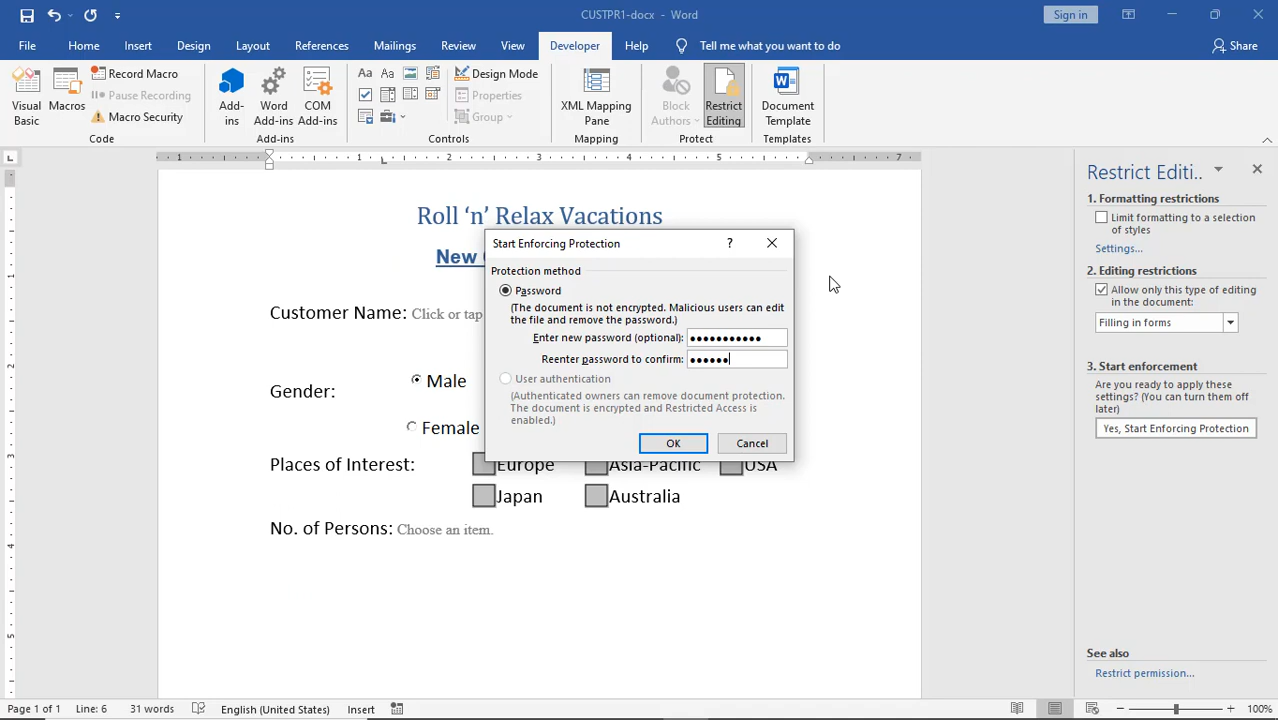 CUSTPR1-docx - Word
Sign in
File Home Insert Design Layout References Mailings Review View Developer Help Tell me what you want to do Share
Visual Basic
Macros
Record Macro
Pause Recording
Macro Security
Code
Add-ins
Word Add-ins
COM Add-ins
Add-ins
Aa Aa
Design Mode
Properties
Group
Controls
XML Mapping Pane
Mapping
Block Authors
Restrict Editing
Protect
Document Template
Templates
1 1 2 3 4 5 7
Roll ‘n’ Relax Vacations
New
Customer Name: Click or tap
Gender:
Male
Female
Places of Interest: Europe Asia-Pacific USA
Japan Australia
No. of Persons: Choose an item.
Start Enforcing Protection ?
Protection method
Password
(The document is not encrypted. Malicious users can edit
the file and remove the password.)
Enter new password (optional): ●●●●●●●●●●●
Reenter password to confirm: ●●●●●●
User authentication
(Authenticated owners can remove document protection.
The document is encrypted and Restricted Access is
enabled.)
OK Cancel
Restrict Editi..
1. Formatting restrictions
Limit formatting to a selection
of styles
Settings...
2. Editing restrictions
Allow only this type of editing
in the document:
Filling in forms
3. Start enforcement
Are you ready to apply these
settings? (You can turn them off
later)
Yes, Start Enforcing Protection
See also
Restrict permission...
Page 1 of 1 Line: 6 31 words English (United States) Insert 100%